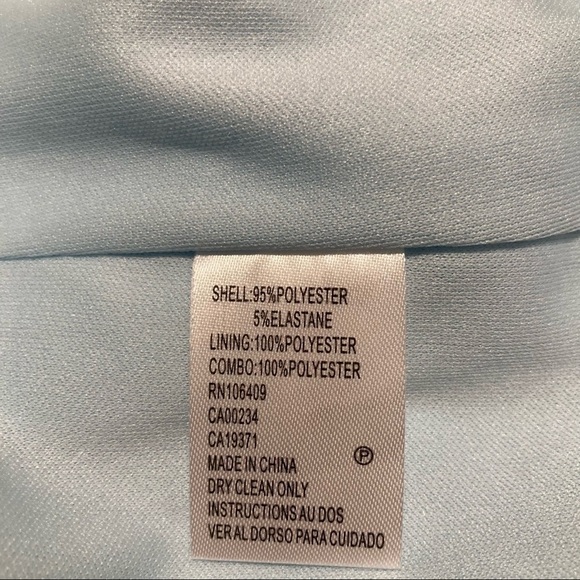 SHELL:95%POLYESTER
5%ELASTANE
LINING:100%POLYESTER
COMBO:100%POLYESTER
RN106409
CA00234
CA19371
MADE IN CHINA Ⓟ
DRY CLEAN ONLY
INSTRUCTIONS AU DOS
VER AL DORSO PARA CUIDADO